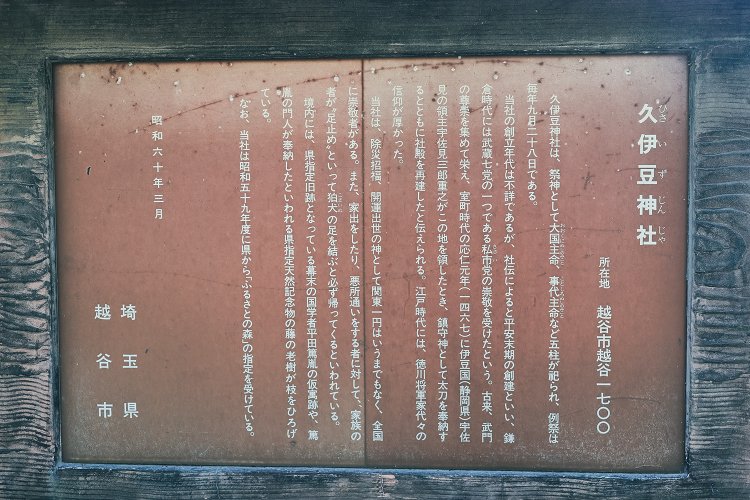 久伊豆神社
ひさいずじんじゃ
所在地　越谷市越谷一七〇〇
久伊豆神社は、祭神として大国主命、事代主命など五柱が祀られ、例祭は
毎年九月二十八日である。
当社の創立年代は不詳であるが、社伝によると平安末期の創建といい、鎌
倉時代には武蔵七党の一つである私市党の崇敬を受けたという。古来、武門
の尊崇を集めて栄え、室町時代の応仁元年（一四六七）に伊豆国（静岡県）宇佐
見の領主宇佐見三郎重之がこの地を領したとき、鎮守神として太刀を奉納す
るとともに社殿を再建したと伝えられる。江戸時代には、徳川将軍家代々の
信仰が厚かった。
当社は、除災招福、開運出世の神として関東一円はいうまでもなく、全国
に崇敬者がある。また、家出をしたり、悪所通いをする者に対して、家族の
者が“足止め”といって狛犬の足を結ぶと必ず帰ってくるといわれている。
境内には、県指定旧跡となっている幕末の国学者平田篤胤の仮寓跡や、篤
胤の門人が奉納したといわれる県指定天然記念物の藤の老樹が枝をひろげ
ている。
なお、当社は昭和五十九年度に県から「ふるさとの森」の指定を受けている。
昭和六十年三月
埼玉県
越谷市